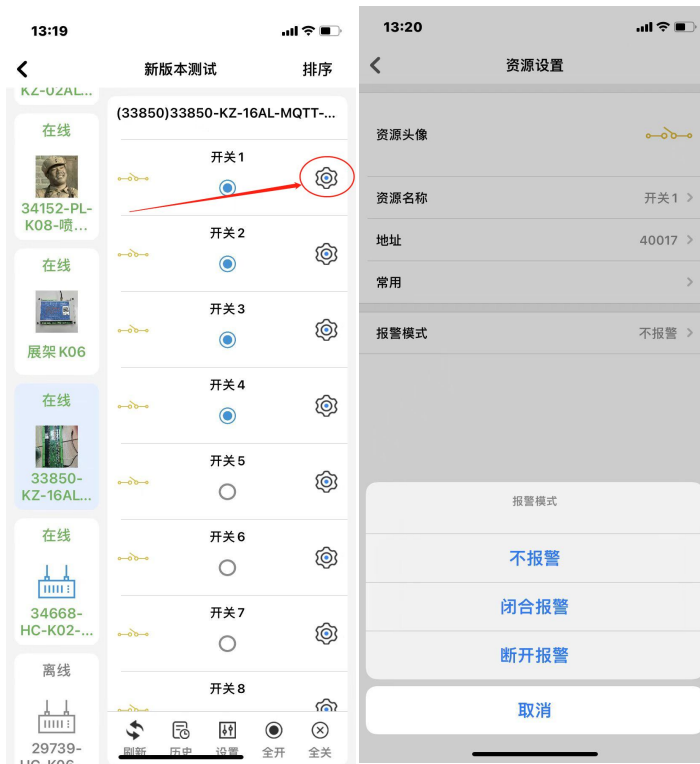 13:19
新版本测试
排序
KZ-02AL...
在线
34152-PL-
K08-喷...
在线
展架 K06
在线
33850-
KZ-16AL...
在线
34668-
HC-K02-...
离线
29739-
HC-K06
(33850)33850-KZ-16AL-MQTT-...
开关 1
开关 2
开关 3
开关 4
开关 5
开关 6
开关 7
开关 8
刷新
历史
设置
全开
全关
13:20
资源设置
资源头像
资源名称
开关 1
地址
40017
常用
报警模式
不报警
报警模式
不报警
闭合报警
断开报警
取消